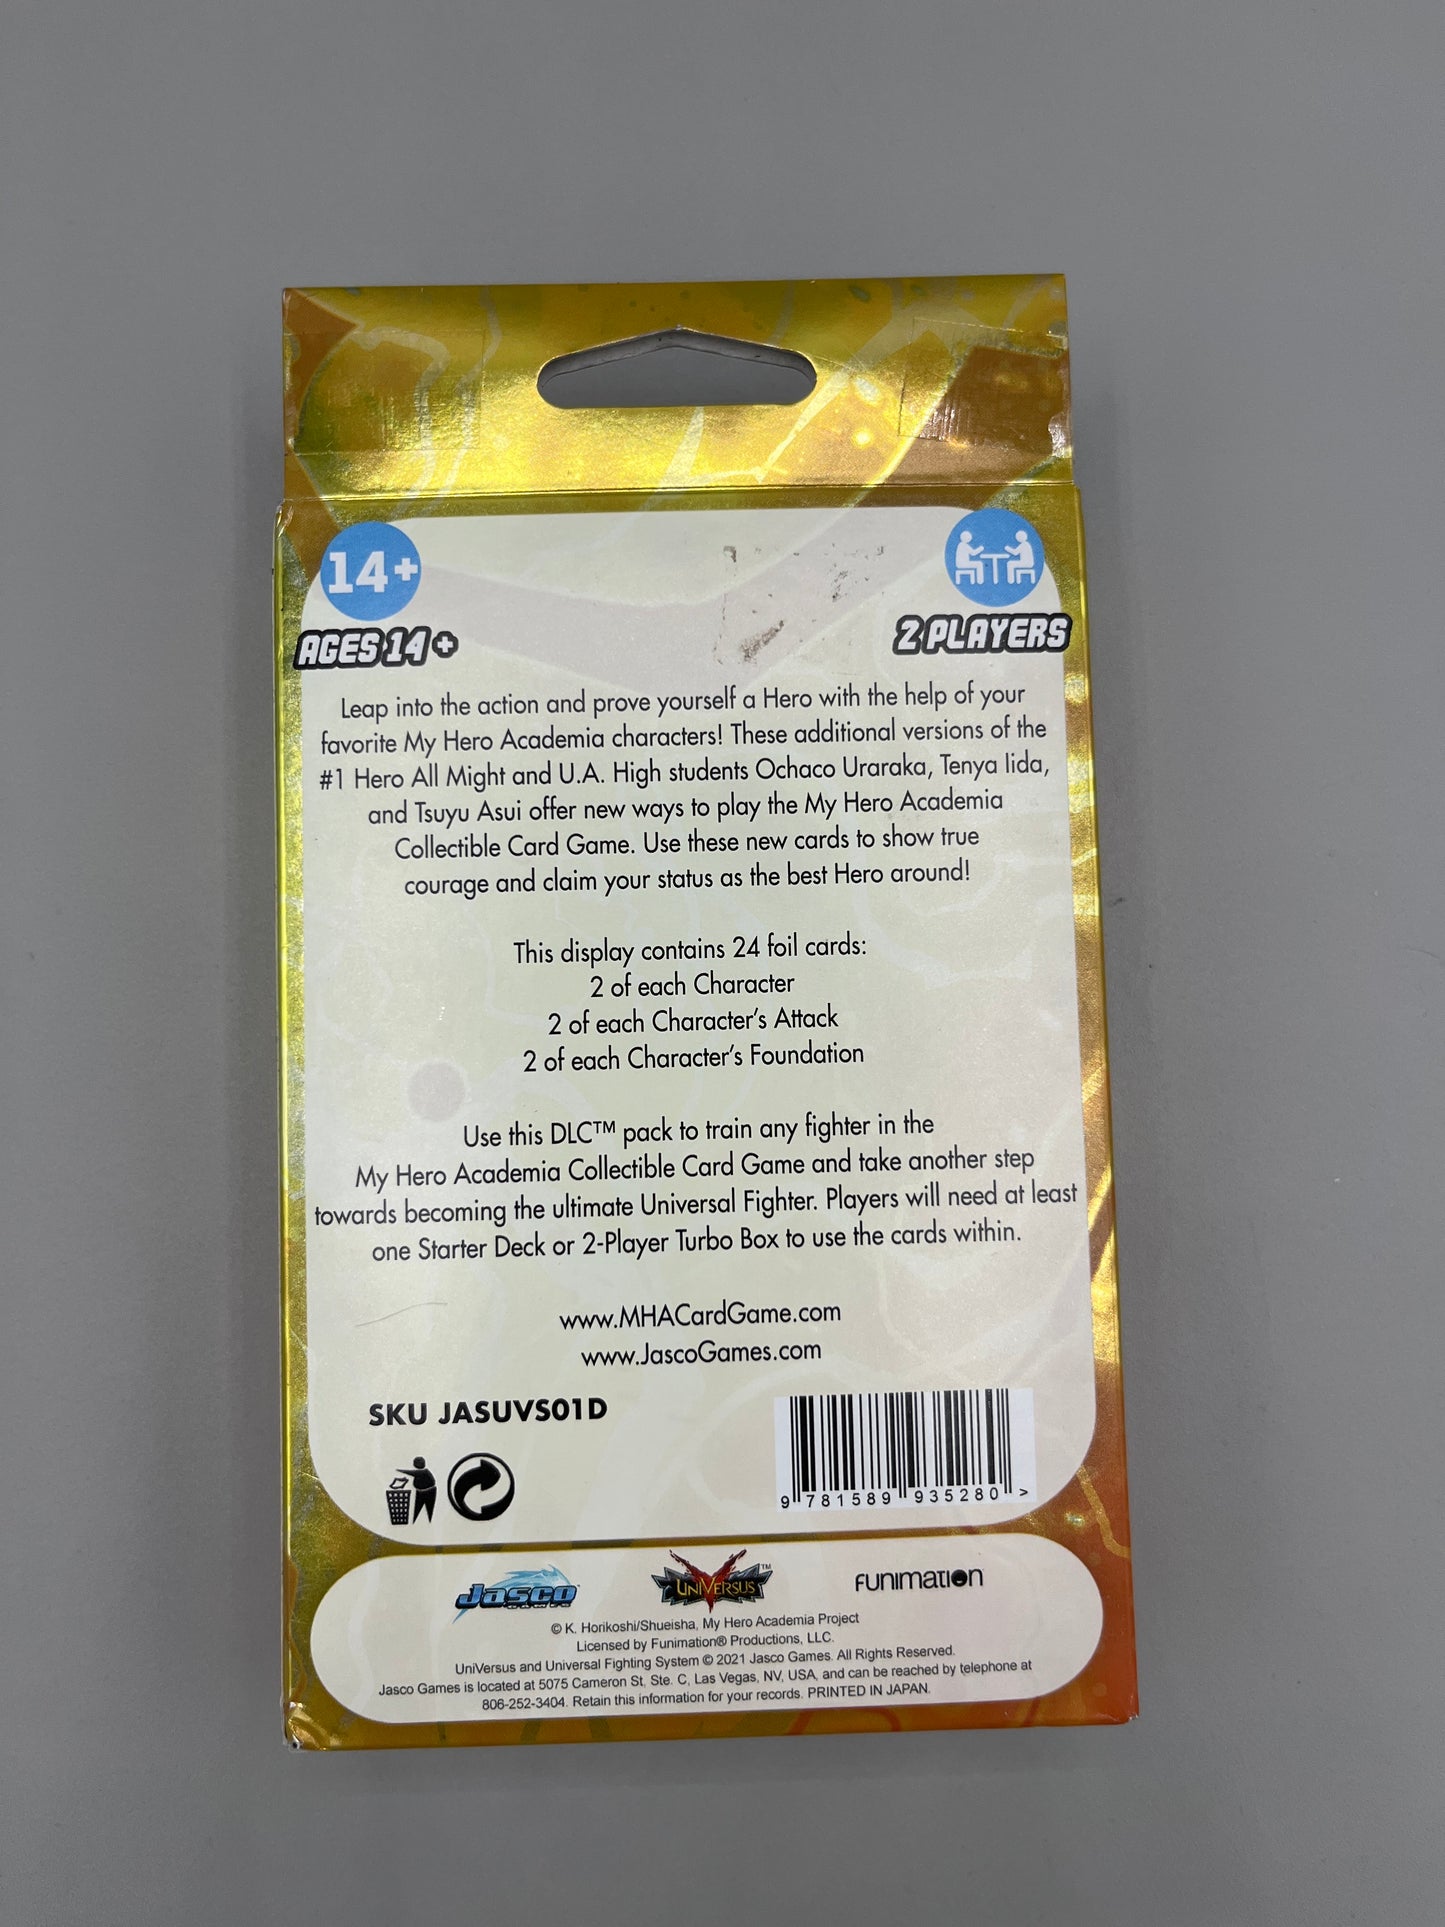 14+
AGES 14+
2 PLAYERS
Leap into the action and prove yourself a Hero with the help of your
favorite My Hero Academia characters! These additional versions of the
#1 Hero All Might and U.A. High students Ochaco Uraraka, Tenya Iida,
and Tsuyu Asui offer new ways to play the My Hero Academia
Collectible Card Game. Use these new cards to show true
courage and claim your status as the best Hero around!
This display contains 24 foil cards:
2 of each Character
2 of each Character's Attack
2 of each Character's Foundation
Use this DLC™ pack to train any fighter in the
My Hero Academia Collectible Card Game and take another step
towards becoming the ultimate Universal Fighter. Players will need at least
one Starter Deck or 2-Player Turbo Box to use the cards within.
www.MHACardGame.com
www.JascoGames.com
SKU JASUVS01D
9 781589 935280 >
Jasco GAMES
UNIVERSUS™
FUNIMATION
© K. Horikoshi/Shueisha, My Hero Academia Project
Licensed by Funimation® Productions, LLC.
UniVersus and Universal Fighting System © 2021 Jasco Games. All Rights Reserved.
Jasco Games is located at 5075 Cameron St, Ste. C, Las Vegas, NV, USA, and can be reached by telephone at
806-252-3404. Retain this information for your records. PRINTED IN JAPAN.